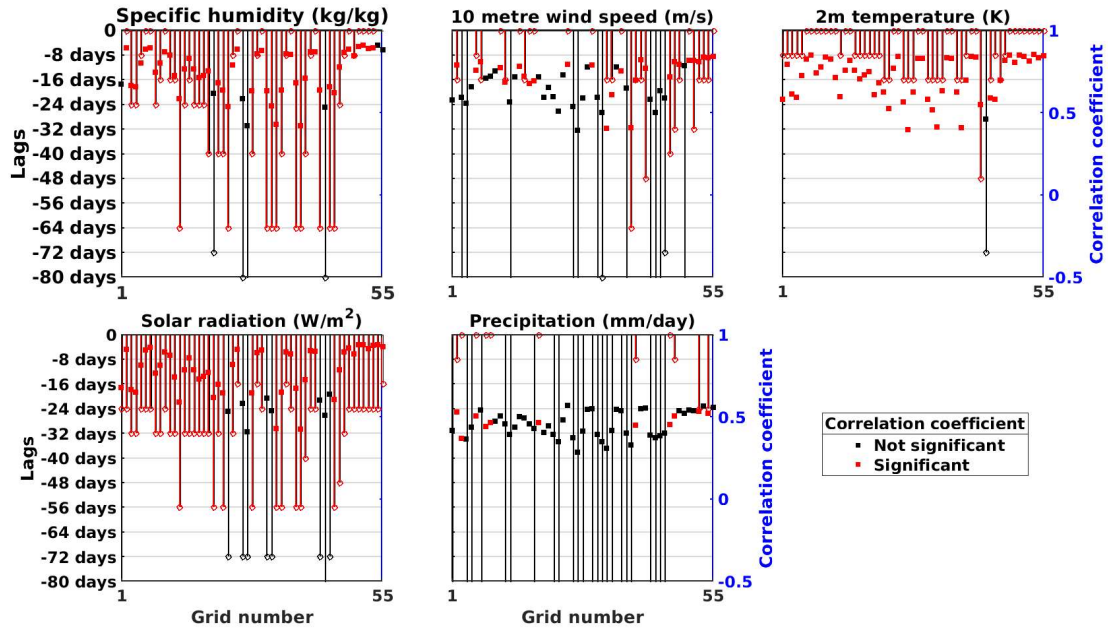 Specific humidity (kg/kg)
10 metre wind speed (m/s)
2m temperature (K)
0
-8 days
-16 days
-24 days
-32 days
-40 days
-48 days
-56 days
-64 days
-72 days
-80 days
Lags
1
55
1
55
1
55
1
0.5
0
-0.5
Correlation coefficient
Solar radiation (W/m2)
Precipitation (mm/day)
0
-8 days
-16 days
-24 days
-32 days
-40 days
-48 days
-56 days
-64 days
-72 days
-80 days
Lags
1
55
Grid number
1
55
Grid number
1
0.5
0
-0.5
Correlation coefficient
Correlation coefficient
Not significant
Significant